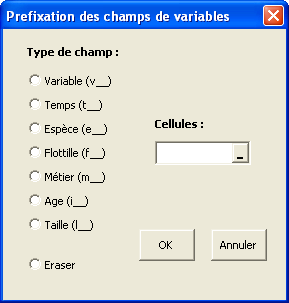 Prefixation des champs de variables
Type de champ :
Variable (v__)
Temps (t__)
Espèce (e__)
Cellules :
Flottille (f__)
Métier (m__)
Age (i__)
Taille (l__)
OK
Annuler
Eraser